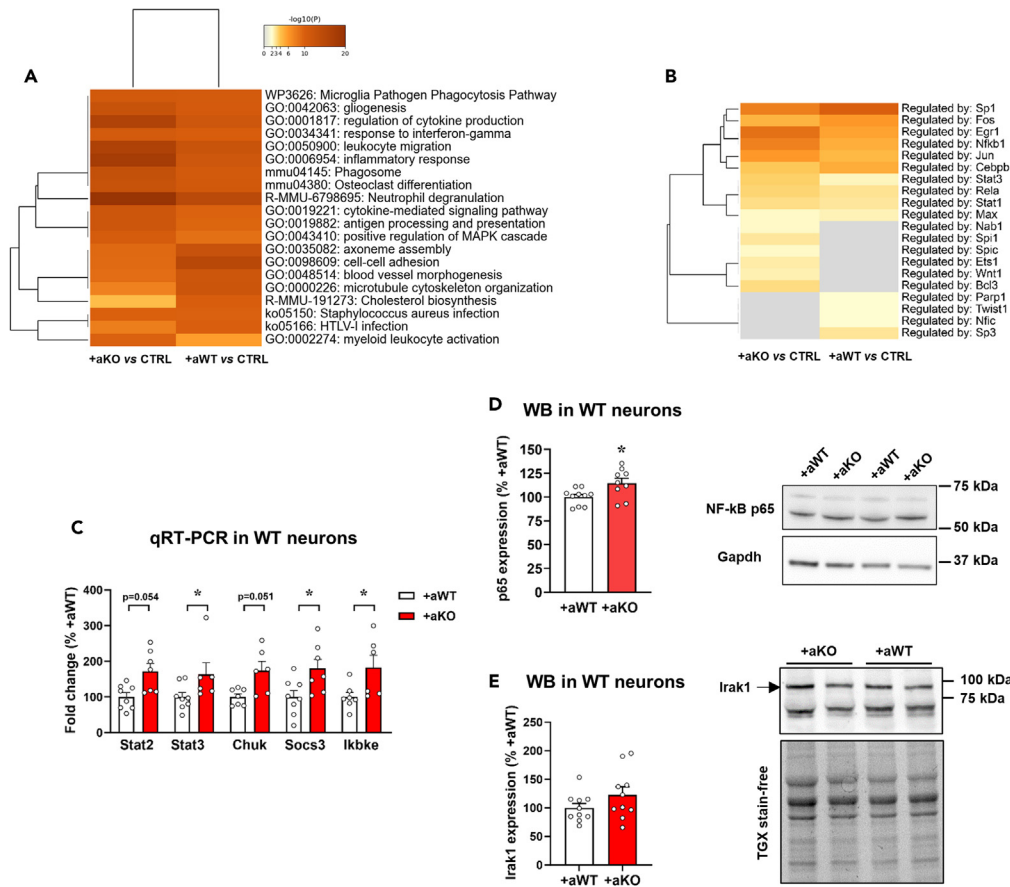 -log10(P)
0 2 3 4 6 10 20
A
WP3626: Microglia Pathogen Phagocytosis Pathway
GO:0042063: gliogenesis
GO:0001817: regulation of cytokine production
GO:0034341: response to interferon-gamma
GO:0050900: leukocyte migration
GO:0006954: inflammatory response
mmu04145: Phagosome
mmu04380: Osteoclast differentiation
R-MMU-6798695: Neutrophil degranulation
GO:0019221: cytokine-mediated signaling pathway
GO:0019882: antigen processing and presentation
GO:0043410: positive regulation of MAPK cascade
GO:0035082: axoneme assembly
GO:0098609: cell-cell adhesion
GO:0048514: blood vessel morphogenesis
GO:0000226: microtubule cytoskeleton organization
R-MMU-191273: Cholesterol biosynthesis
ko05150: Staphylococcus aureus infection
ko05166: HTLV-I infection
GO:0002274: myeloid leukocyte activation
+aKO vs CTRL +aWT vs CTRL
B
Regulated by: Sp1
Regulated by: Fos
Regulated by: Egr1
Regulated by: Nfkb1
Regulated by: Jun
Regulated by: Cebpb
Regulated by: Stat3
Regulated by: Rela
Regulated by: Stat1
Regulated by: Max
Regulated by: Nab1
Regulated by: Spi1
Regulated by: Spic
Regulated by: Ets1
Regulated by: Wnt1
Regulated by: Bcl3
Regulated by: Parp1
Regulated by: Twist1
Regulated by: Nfic
Regulated by: Sp3
+aKO vs CTRL +aWT vs CTRL
C
qRT-PCR in WT neurons
Fold change (% +aWT)
400
300
200
100
0
p=0.054 * p=0.051 * *
+aWT
+aKO
Stat2 Stat3 Chuk Socs3 Ikbke
D WB in WT neurons
p65 expression (% +aWT)
150
125
100
75
50
25
0
*
+aWT +aKO
+aWT +aKO +aWT +aKO
NF-kB p65
75 kDa
50 kDa
Gapdh
37 kDa
E WB in WT neurons
Irak1 expression (% +aWT)
250
200
150
100
50
0
+aWT +aKO
+aKO +aWT
Irak1
100 kDa
75 kDa
TGX stain-free